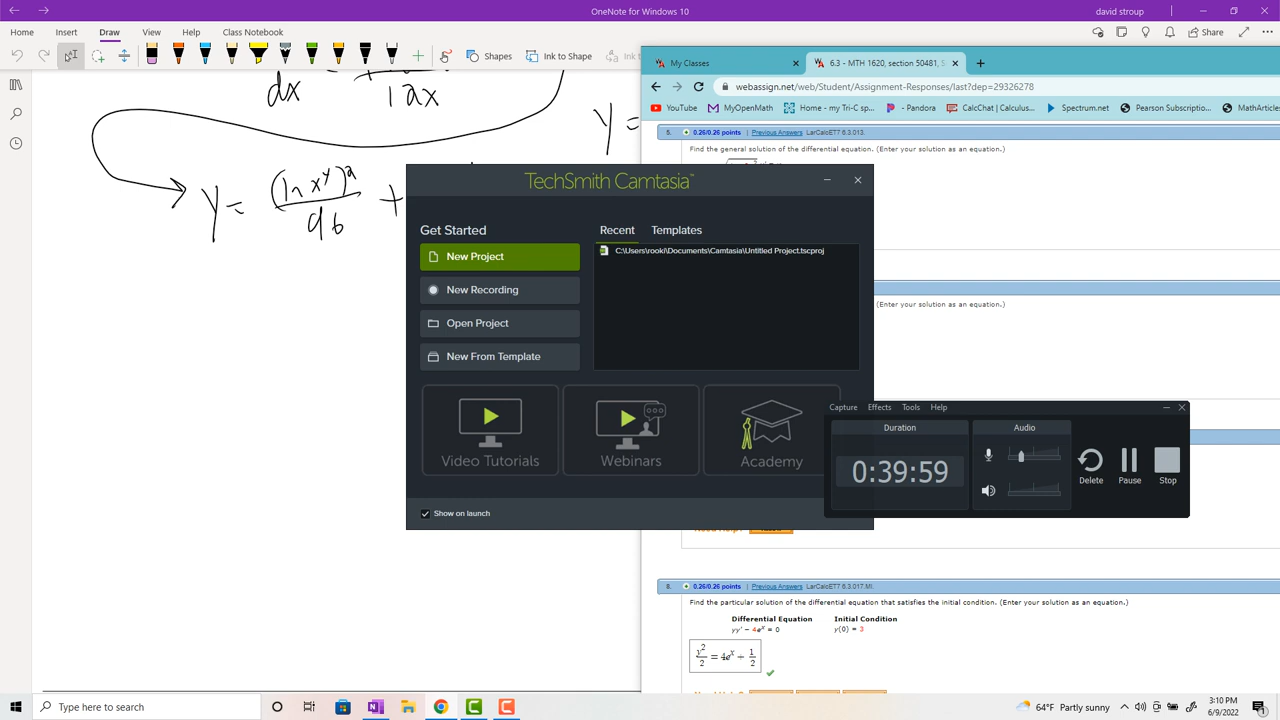 OneNote for Windows 10
david stroup
Home Insert Draw View Help Class Notebook
Shapes Ink to Shape
Share
dx
y =
y = (ln x⁴)² +
96
My Classes
6.3 - MTH 1620, section 50481, S
webassign.net/web/Student/Assignment-Responses/last?dep=29326278
YouTube MyOpenMath Home - my Tri-C sp - Pandora CalcChat | Calculus... Spectrum.net Pearson Subscriptio... MathArticles
5. 0.26/0.26 points | Previous Answers LarCalcET7 6.3.013.
Find the general solution of the differential equation. (Enter your solution as an equation.)
(Enter your solution as an equation.)
TechSmith Camtasia™
Get Started
New Project
New Recording
Open Project
New From Template
Recent Templates
C:\Users\rooki\Documents\Camtasia\Untitled Project.tscproj
Video Tutorials
Webinars
Academy
Show on launch
Capture Effects Tools Help
Duration Audio
0:39:59
Delete Pause Stop
8. 0.26/0.26 points | Previous Answers LarCalcET7 6.3.017.MI.
Find the particular solution of the differential equation that satisfies the initial condition. (Enter your solution as an equation.)
Differential Equation Initial Condition
yy' − 4eˣ = 0 y(0) = 3
y²/2 = 4eˣ + 1/2
Type here to search
64°F Partly sunny
3:10 PM
6/9/2022